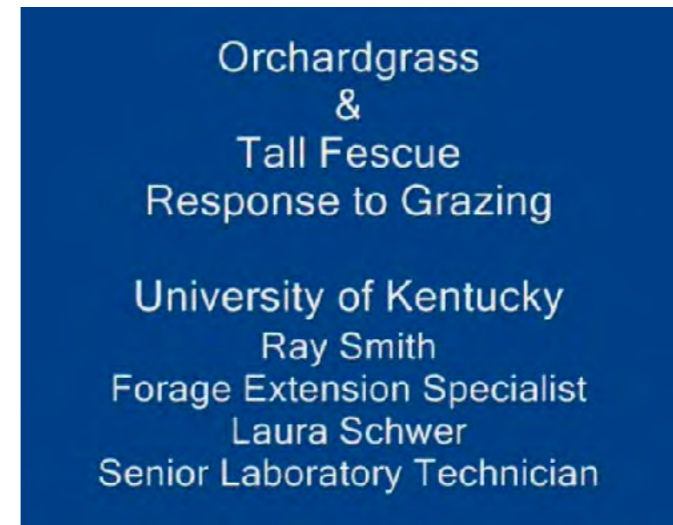 Orchardgrass
&
Tall Fescue
Response to Grazing
University of Kentucky
Ray Smith
Forage Extension Specialist
Laura Schwer
Senior Laboratory Technician